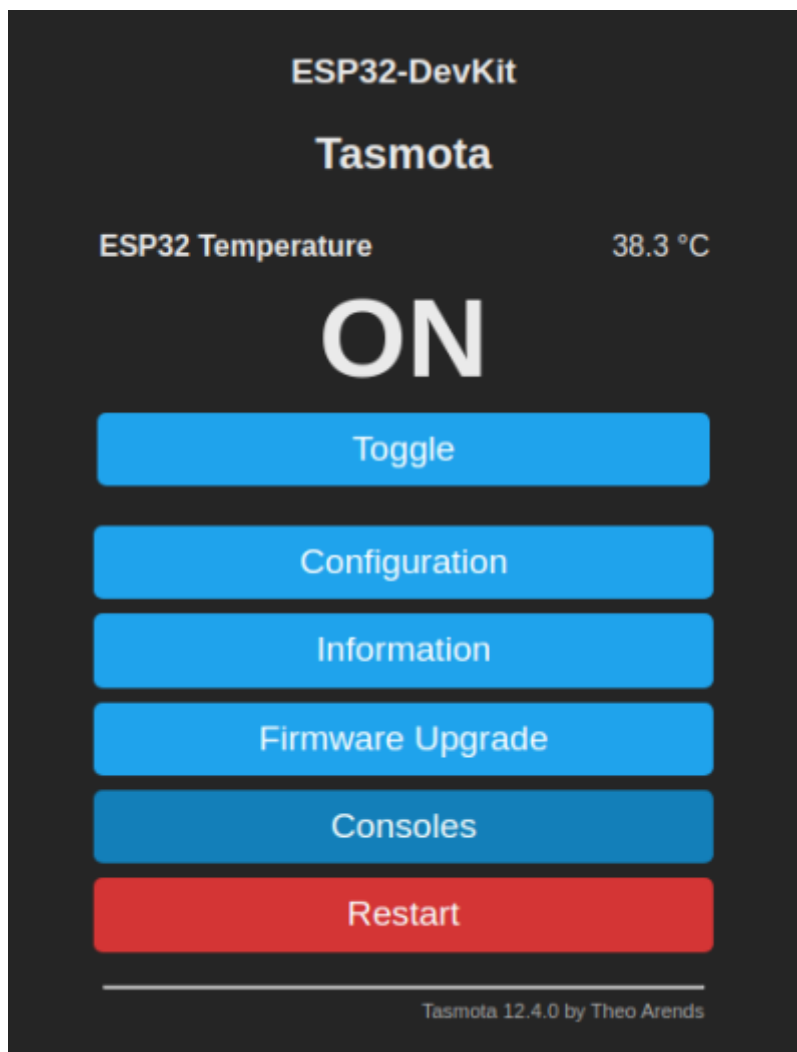 ESP32-DevKit
Tasmota
ESP32 Temperature 38.3 °C
ON
Toggle
Configuration
Information
Firmware Upgrade
Consoles
Restart
Tasmota 12.4.0 by Theo Arends